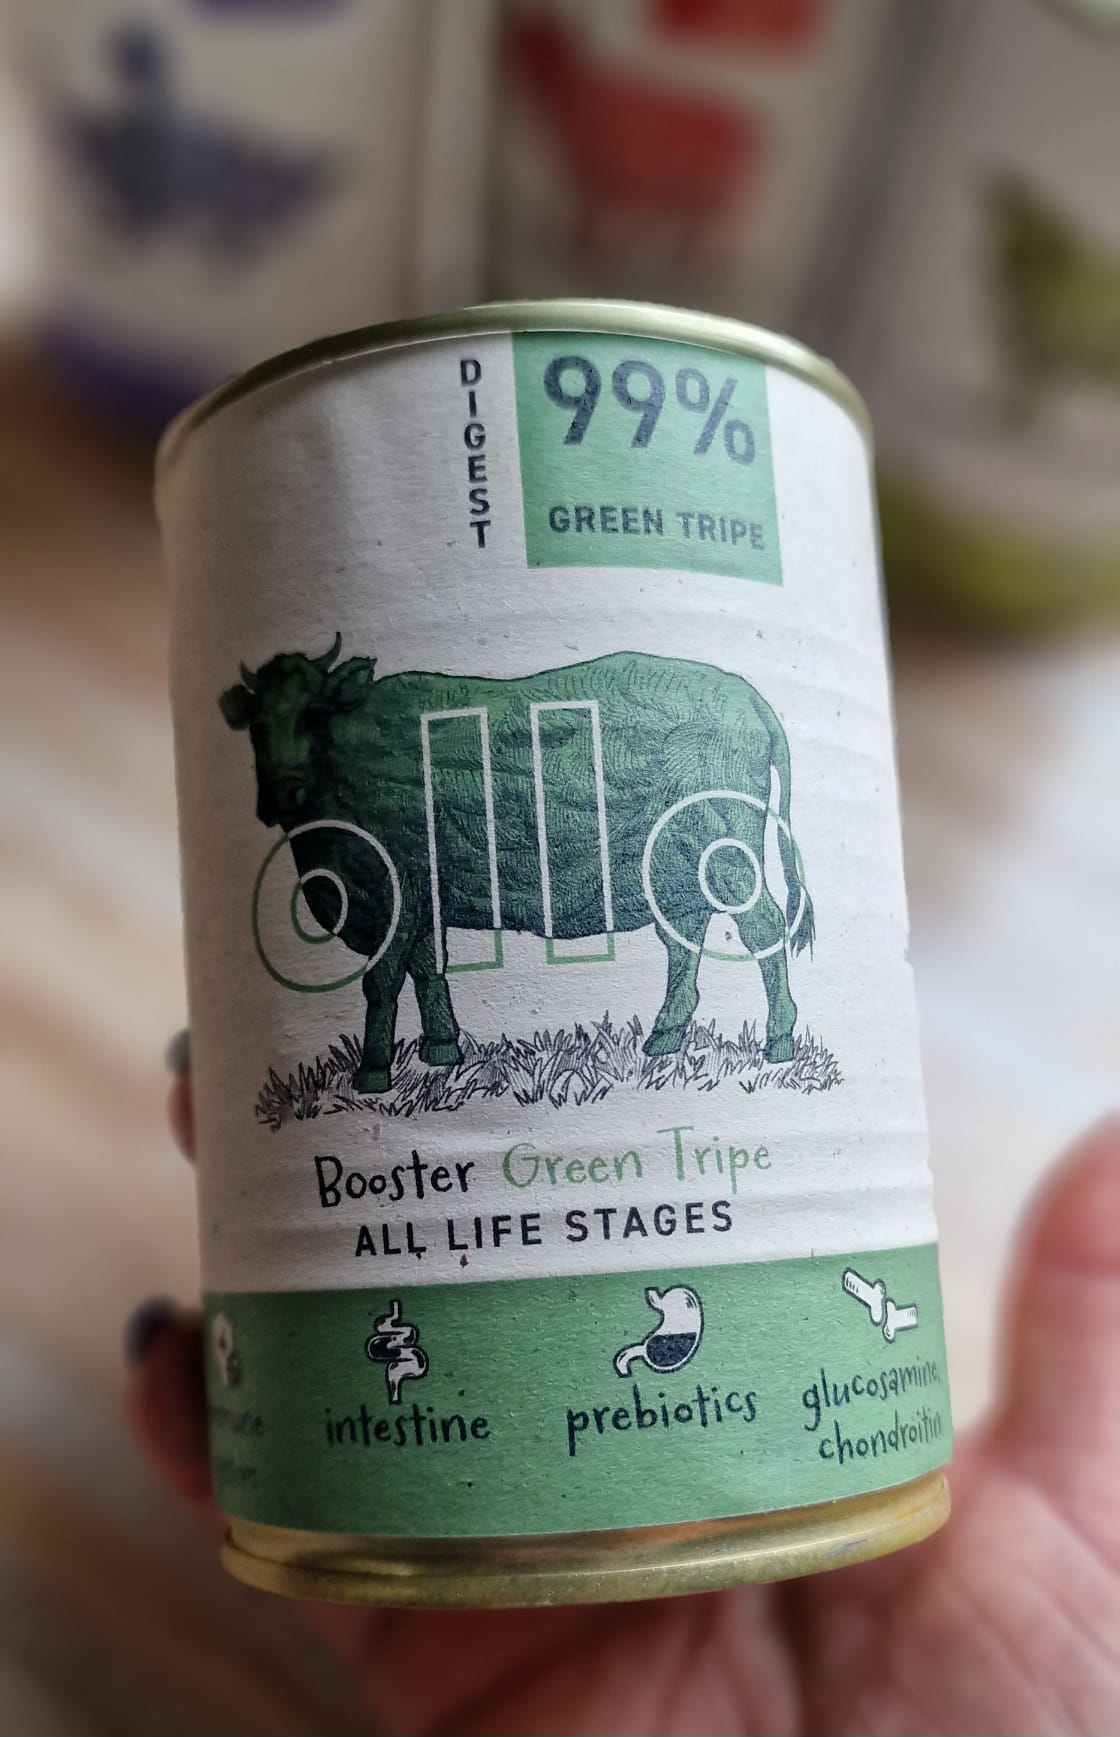 DIGEST
99%
GREEN TRIPE
ollo
Booster Green Tripe
ALL LIFE STAGES
intestine
prebiotics
glucosamine,
chondroitin